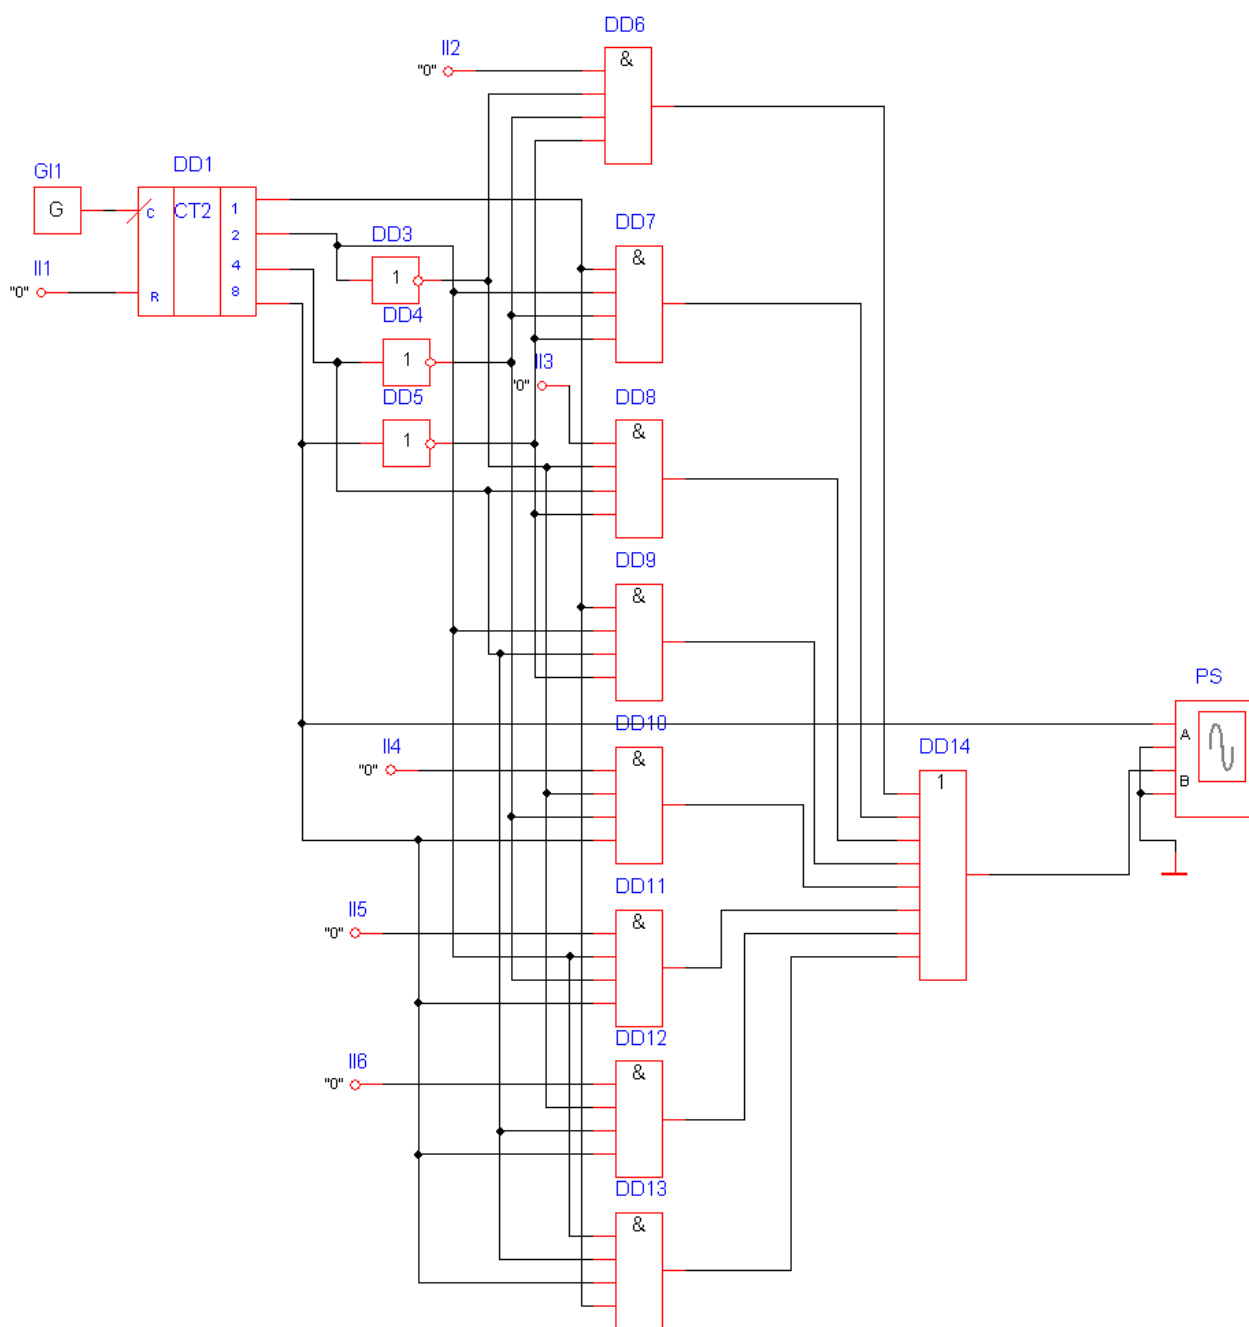 DD6
&
II2
"0"
GI1
G
DD1
C
CT2
R
1
2
4
8
II1
"0"
DD3
1
DD4
1
DD5
1
DD7
&
II3
"0"
DD8
&
DD9
&
DD10
&
II4
"0"
DD11
&
II5
"0"
DD12
&
II6
"0"
DD13
&
DD14
1
PS
A
B